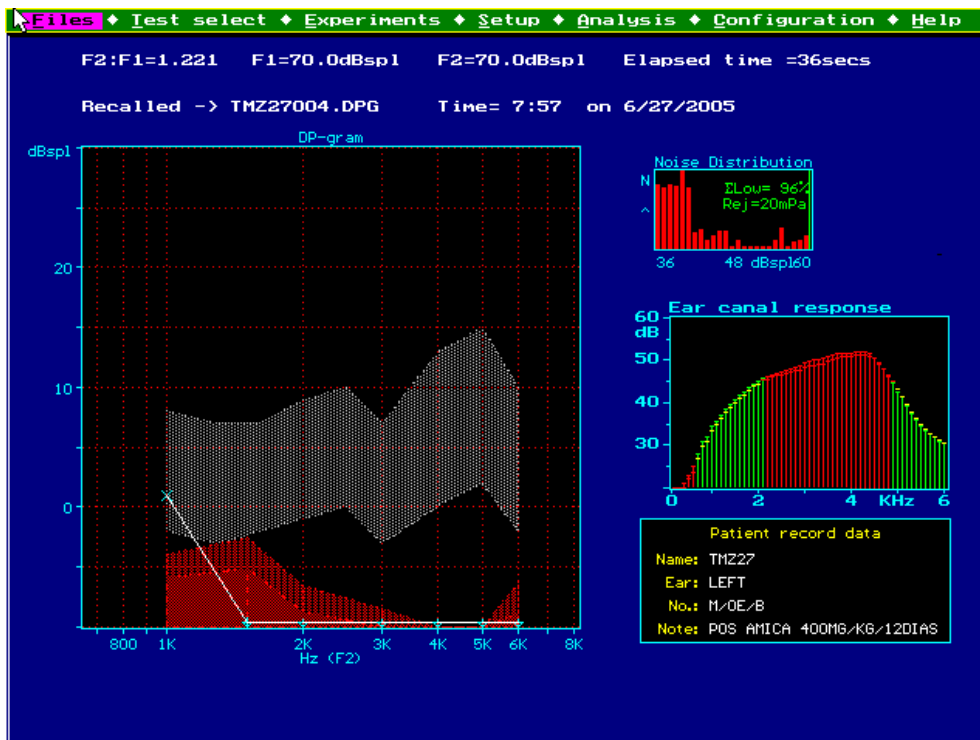 Files ◆ Test select ◆ Experiments ◆ Setup ◆ Analysis ◆ Configuration ◆ Help
F2:F1=1.221 F1=70.0dBspl F2=70.0dBspl Elapsed time =36secs
Recalled -> TMZ27004.DPG Time= 7:57 on 6/27/2005
DP-gram
dBspl
20
10
0
800 1K 2K 3K 4K 5K 6K 8K
Hz (F2)
Noise Distribution
N
^
ΣLow= 96%
Rej=20mPa
36 48 dBspl60
Ear canal response
60
dB
50
40
30
0 2 4 KHz 6
Patient record data
Name: TMZ27
Ear: LEFT
No.: M/OE/B
Note: POS AMICA 400MG/KG/12DIAS